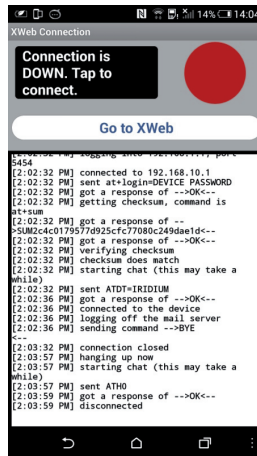 14% 14:04
XWeb Connection
Connection is
DOWN. Tap to
connect.
Go to XWeb
5454
[2:02:32 PM] connected to 192.168.10.1
[2:02:32 PM] sent at+login=DEVICE PASSWORD
[2:02:32 PM] got a response of -->OK<--
[2:02:32 PM] getting checksum, command is
at+sum
[2:02:32 PM] got a response of --
>SUM2c4c0179577d925cfc77080c249dae1d<--
[2:02:32 PM] verifying checksum
[2:02:32 PM] checksum does match
[2:02:32 PM] starting chat (this may take a
while)
[2:02:32 PM] sent ATDT=IRIDIUM
[2:02:36 PM] got a response of -->OK<--
[2:02:36 PM] connected to the device
[2:02:36 PM] logging off the mail server
[2:02:36 PM] sending command -->BYE
<--
[2:03:32 PM] connection closed
[2:03:57 PM] hanging up now
[2:03:57 PM] starting chat (this may take a
while)
[2:03:57 PM] sent ATH0
[2:03:59 PM] got a response of -->OK<--
[2:03:59 PM] disconnected